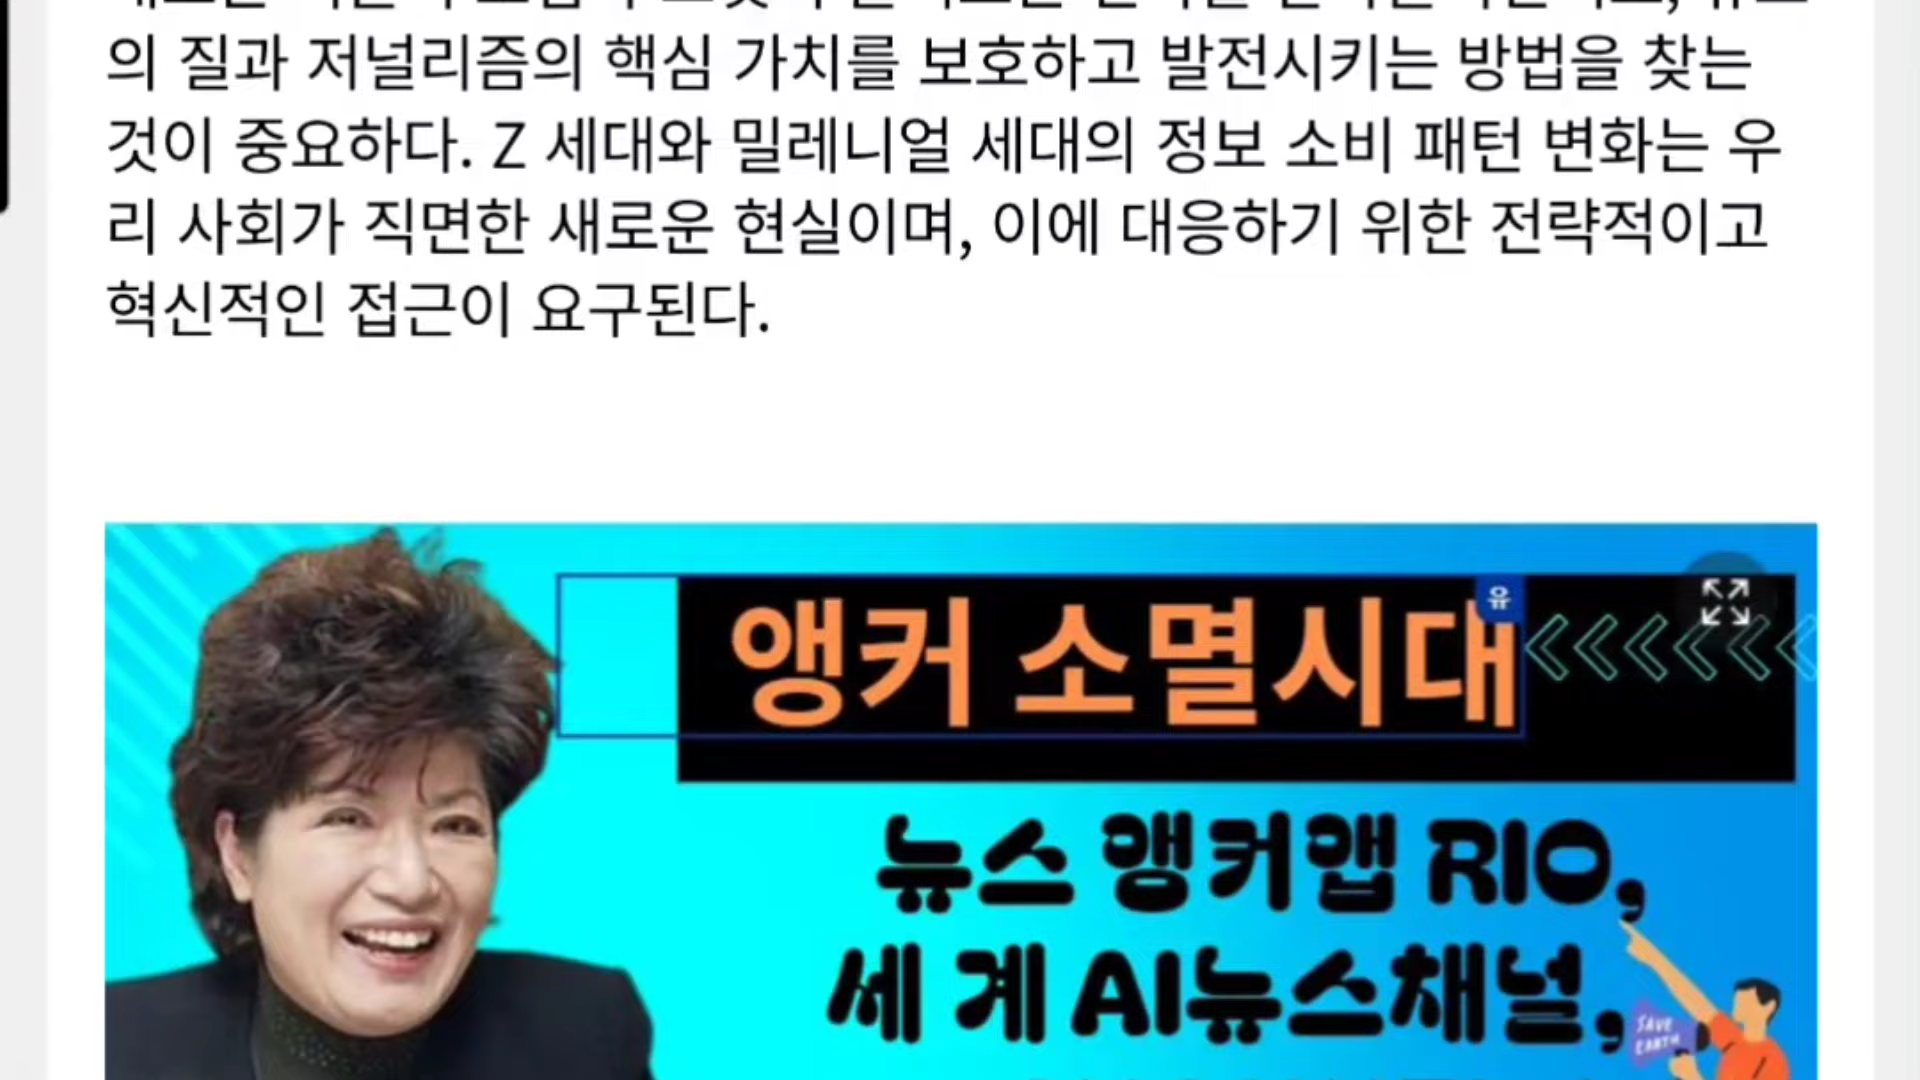 의 질과 저널리즘의 핵심 가치를 보호하고 발전시키는 방법을 찾는
것이 중요하다. Z 세대와 밀레니얼 세대의 정보 소비 패턴 변화는 우
리 사회가 직면한 새로운 현실이며, 이에 대응하기 위한 전략적이고
혁신적인 접근이 요구된다.
유
앵커 소멸시대
뉴스 앵커앱 RIO,
세 계 AI뉴스채널,
SAVE
EARTH